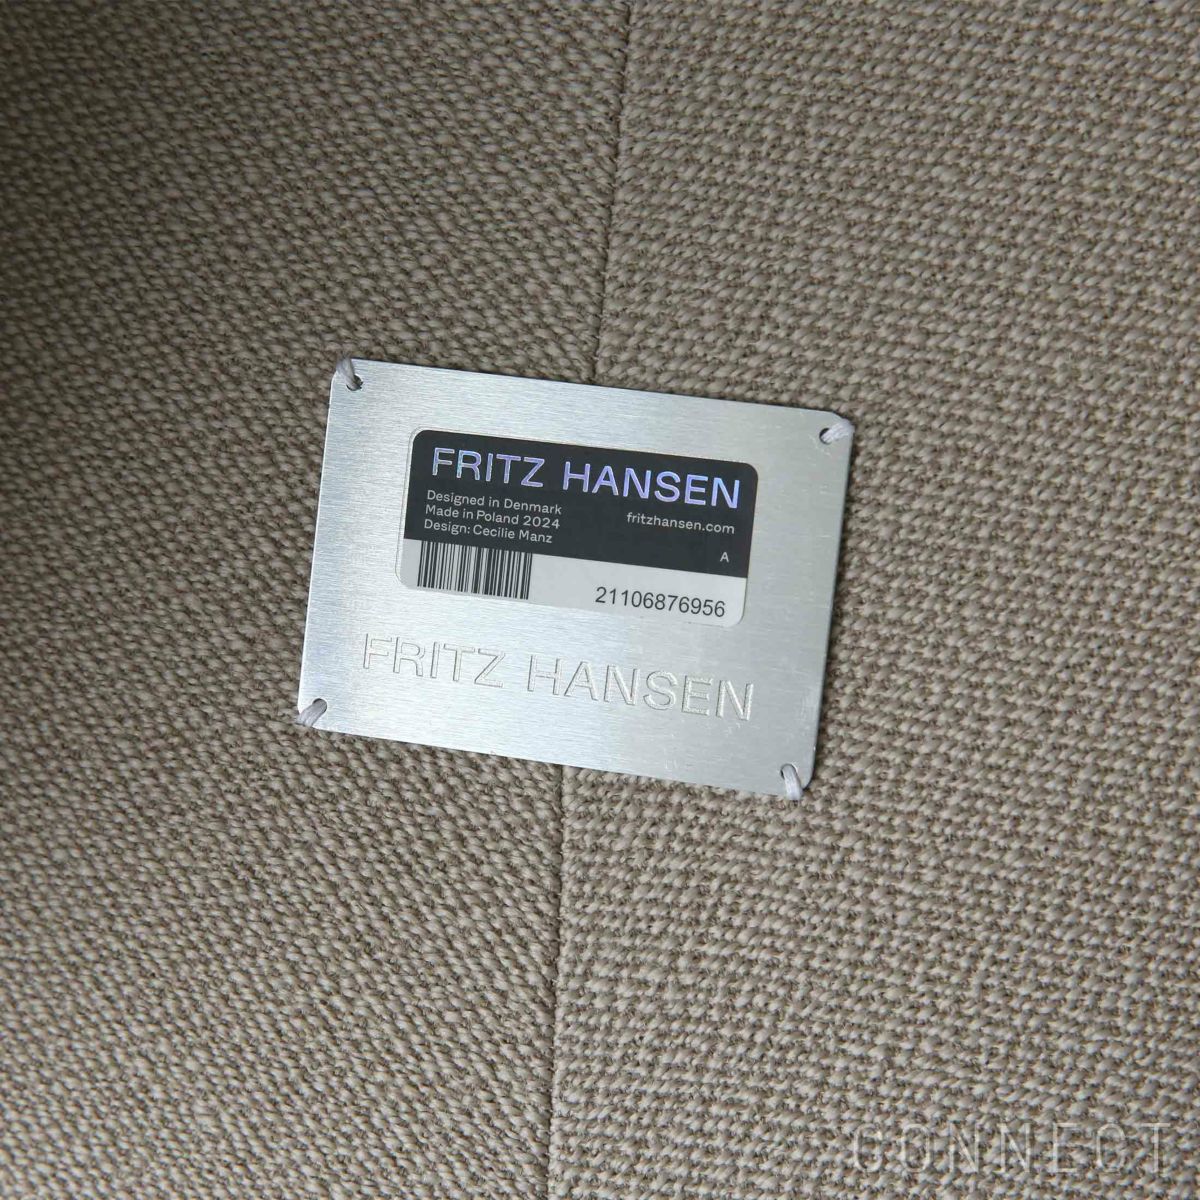 FRITZ HANSEN
Designed in Denmark
Made in Poland 2024
Design: Cecilie Manz
fritzhansen.com
A
21106876956
FRITZ HANSEN
CONNECT